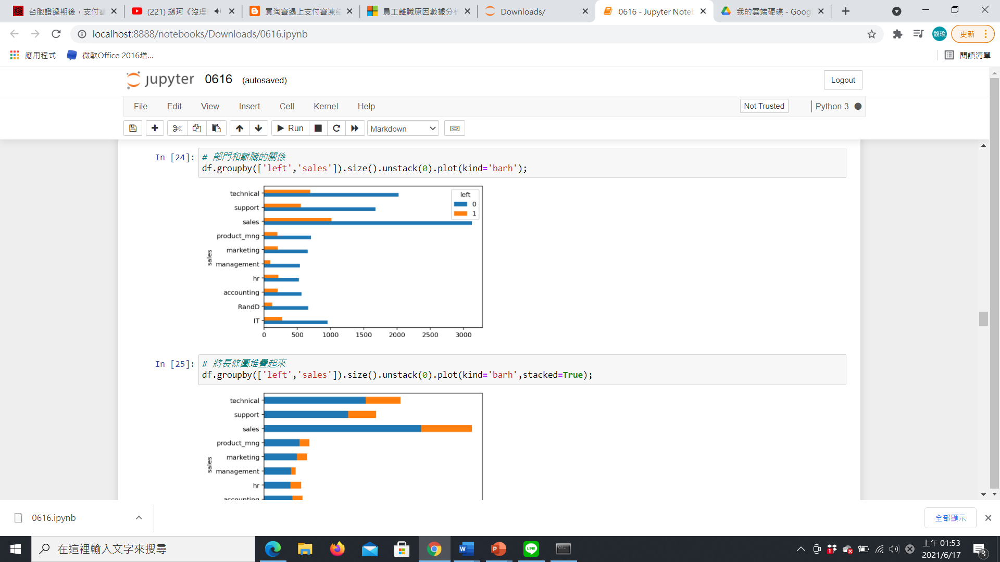 台胞證過期後，支付寶
(221) 趙珂《沒理
買淘寶遇上支付寶凍結
員工離職原因數據分析
Downloads/
0616 - Jupyter Noteb
我的雲端硬碟 - Goog
localhost:8888/notebooks/Downloads/0616.ipynb
馥瑜
更新
應用程式
微軟Office 2016增...
閱讀清單
jupyter 0616 (autosaved)
Logout
File Edit View Insert Cell Kernel Help
Not Trusted
Python 3
Run
Markdown
In [24]:
# 部門和離職的關係
df.groupby(['left','sales']).size().unstack(0).plot(kind='barh');
left
0
1
technical
support
sales
product_mng
marketing
management
hr
accounting
RandD
IT
sales
0 500 1000 1500 2000 2500 3000
In [25]:
# 將長條圖堆疊起來
df.groupby(['left','sales']).size().unstack(0).plot(kind='barh',stacked=True);
technical
support
sales
product_mng
marketing
management
hr
accounting
sales
0616.ipynb
全部顯示
在這裡輸入文字來搜尋
上午 01:53
2021/6/17
3